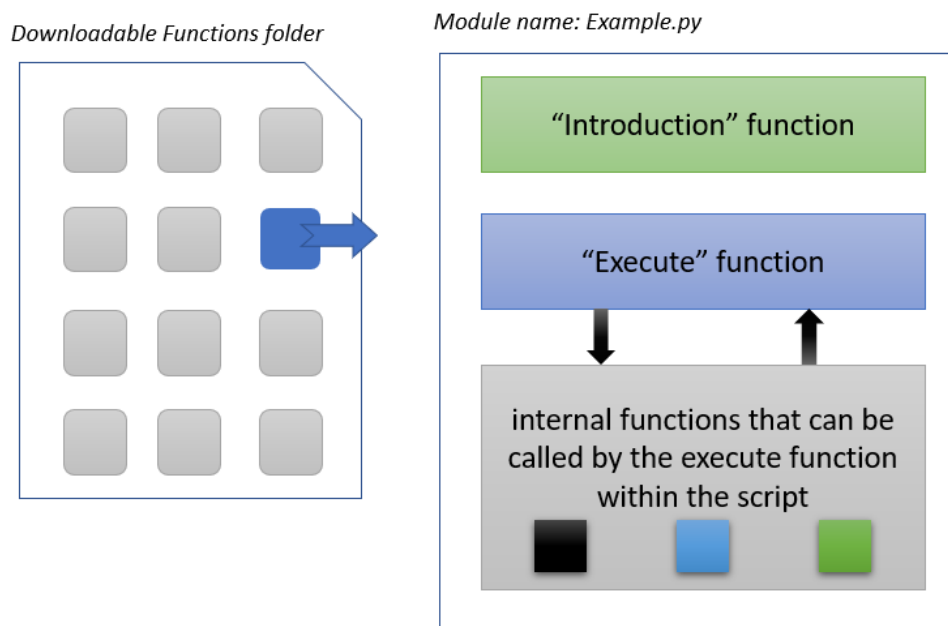 Downloadable Functions folder
Module name: Example.py
“Introduction” function
“Execute” function
internal functions that can be
called by the execute function
within the script